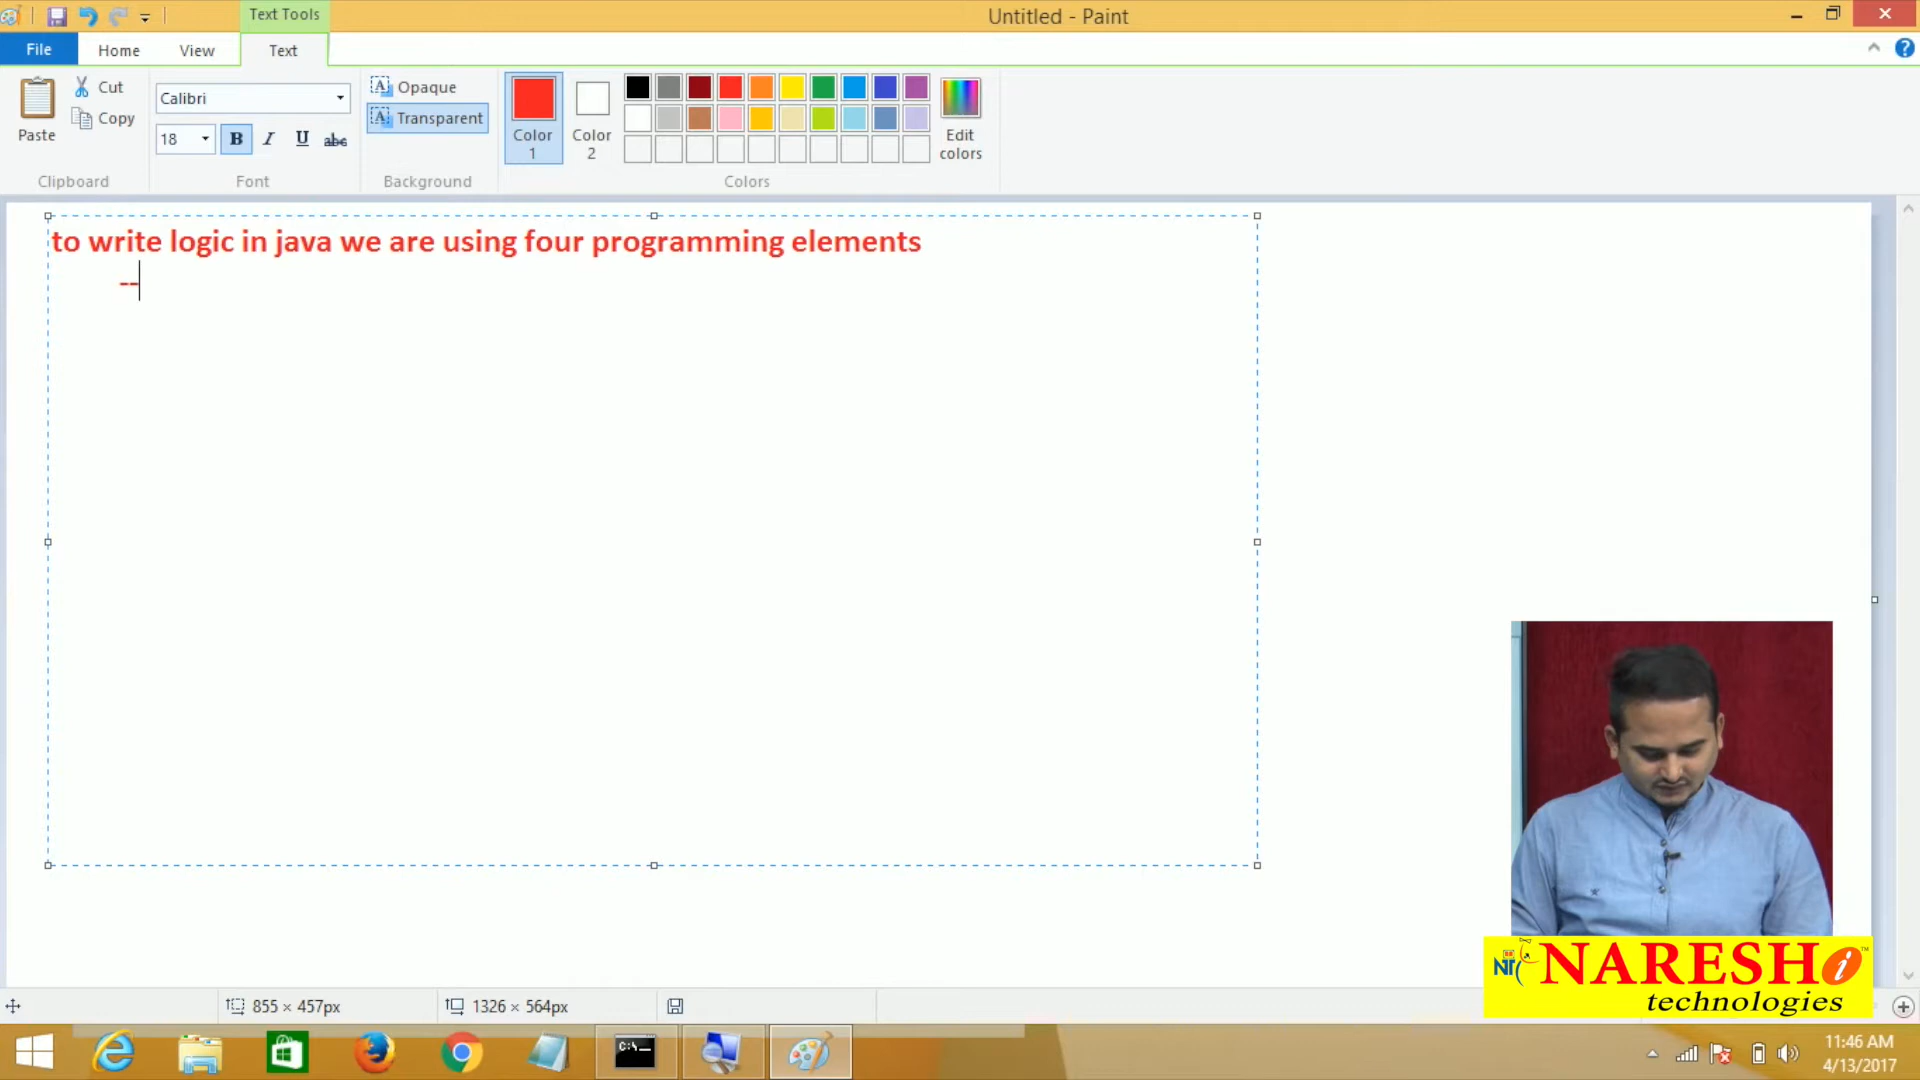 Text Tools
Untitled - Paint
File
Home
View
Text
Paste
Cut
Copy
Clipboard
Calibri
18
B
I
U
abc
Font
Opaque
Transparent
Background
Color
1
Color
2
Edit
colors
Colors
to write logic in java we are using four programming elements
--
NT
NARESH i
technologies
855 × 457px
1326 × 564px
C:\_
11:46 AM
4/13/2017